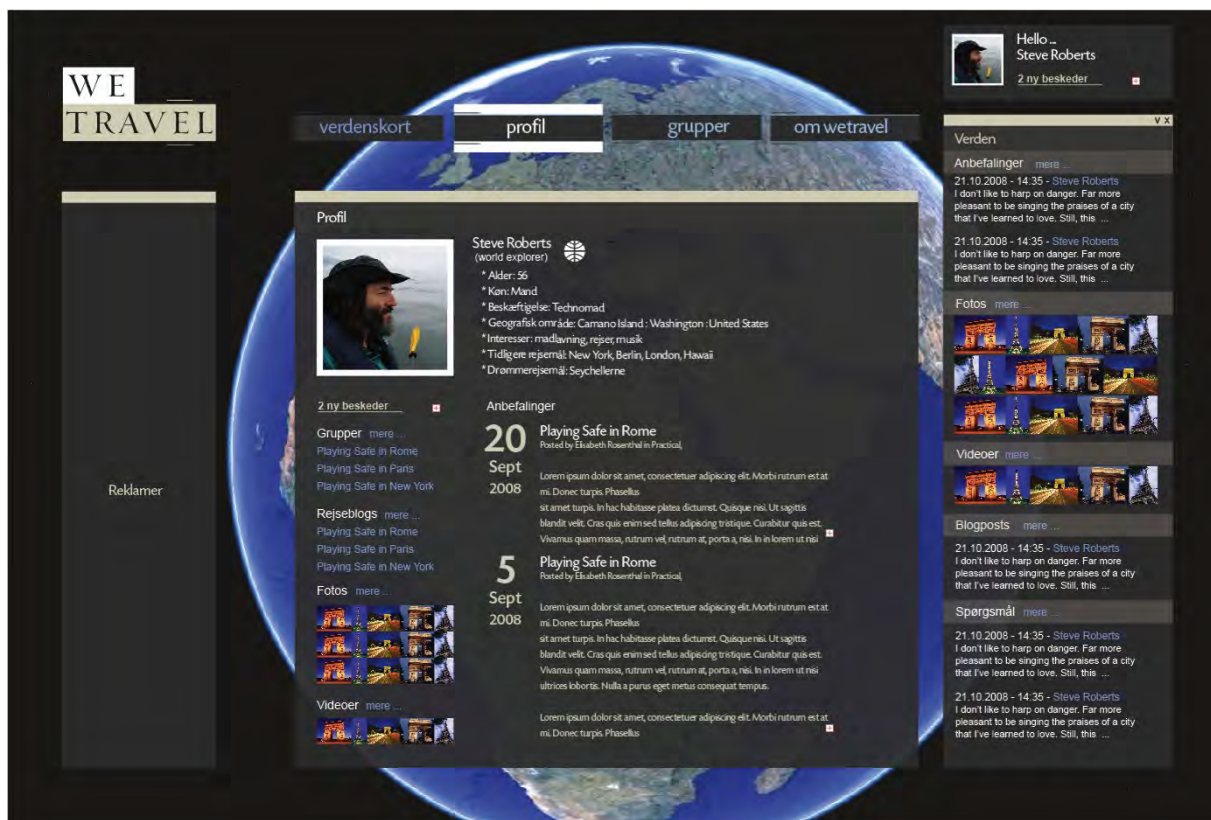 WE
TRAVEL
verdenskort
profil
grupper
om wetravel
Hello ...
Steve Roberts
2 ny beskeder
Reklamer
Profil
Steve Roberts
(world explorer)
* Alder: 56
* Køn: Mand
* Beskæftigelse: Technomad
* Geografisk område: Camano Island : Washington : United States
* Interesser: madlavning, rejser, musik
* Tidligere rejsemål: New York, Berlin, London, Hawaii
* Drømmerejsemål: Seychellerne
2 ny beskeder
Grupper mere ...
Playing Safe in Rome
Playing Safe in Paris
Playing Safe in New York
Rejseblogs mere ...
Playing Safe in Rome
Playing Safe in Paris
Playing Safe in New York
Fotos mere ...
Videoer mere ...
Anbefalinger
20
Sept
2008
Playing Safe in Rome
Posted by Elisabeth Rosenthal in Practical,
Lorem ipsum dolor sit amet, consectetuer adipiscing elit. Morbi rutrum est at
mi. Donec turpis. Phasellus
sit amet turpis. In hac habitasse platea dictumst. Quisque nisi. Ut sagittis
blandit velit. Cras quis enim sed tellus adipiscing tristique. Curabitur quis est.
Vivamus quam massa, rutrum vel, rutrum at, porta a, nisi. In in lorem ut nisi
5
Sept
2008
Playing Safe in Rome
Posted by Elisabeth Rosenthal in Practical,
Lorem ipsum dolor sit amet, consectetuer adipiscing elit. Morbi rutrum est at
mi. Donec turpis. Phasellus
sit amet turpis. In hac habitasse platea dictumst. Quisque nisi. Ut sagittis
blandit velit. Cras quis enim sed tellus adipiscing tristique. Curabitur quis est.
Vivamus quam massa, rutrum vel, rutrum at, porta a, nisi. In in lorem ut nisi
ultrices lobortis. Nulla a purus eget metus consequat tempus.
Lorem ipsum dolor sit amet, consectetuer adipiscing elit. Morbi rutrum est at
mi. Donec turpis. Phasellus
V X
Verden
Anbefalinger mere ...
21.10.2008 - 14:35 - Steve Roberts
I don't like to harp on danger. Far more
pleasant to be singing the praises of a city
that I've learned to love. Still, this ...
21.10.2008 - 14:35 - Steve Roberts
I don't like to harp on danger. Far more
pleasant to be singing the praises of a city
that I've learned to love. Still, this ...
Fotos mere ...
Videoer mere ...
Blogposts mere ...
21.10.2008 - 14:35 - Steve Roberts
I don't like to harp on danger. Far more
pleasant to be singing the praises of a city
that I've learned to love. Still, this ...
Spørgsmål mere ...
21.10.2008 - 14:35 - Steve Roberts
I don't like to harp on danger. Far more
pleasant to be singing the praises of a city
that I've learned to love. Still, this ...
21.10.2008 - 14:35 - Steve Roberts
I don't like to harp on danger. Far more
pleasant to be singing the praises of a city
that I've learned to love. Still, this ...